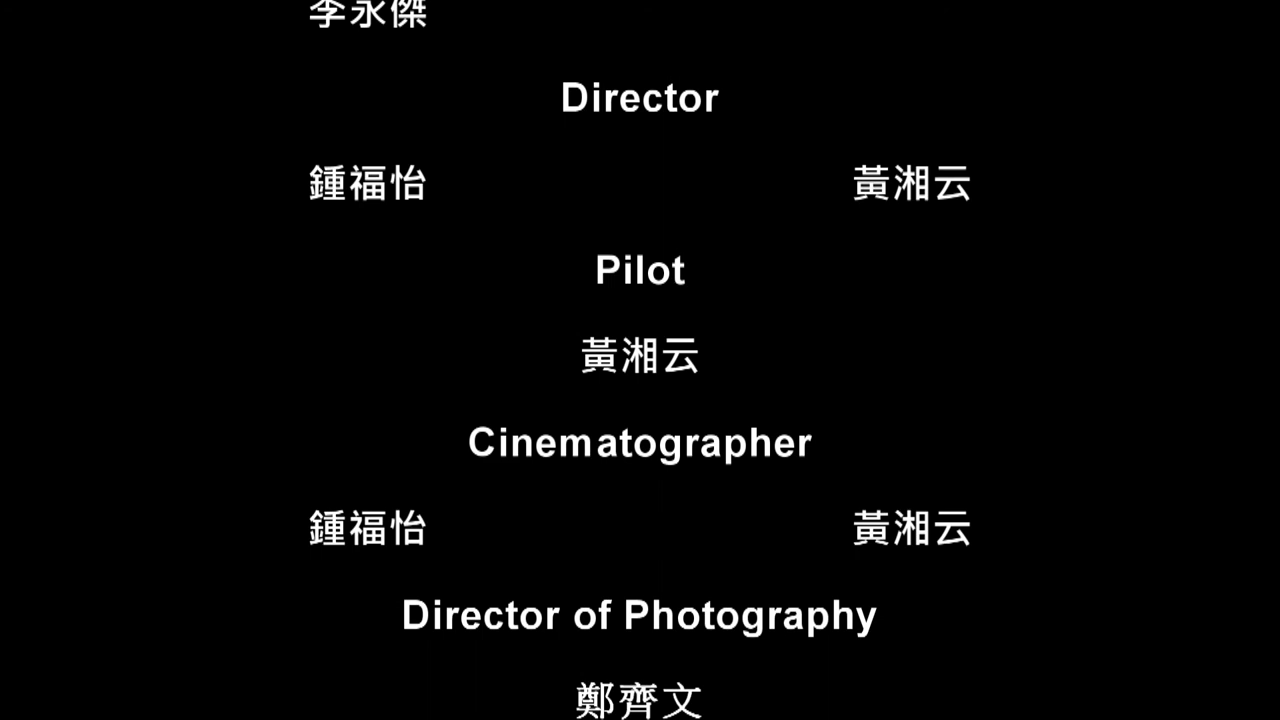 李永傑
Director
鍾福怡 黃湘云
Pilot
黃湘云
Cinematographer
鍾福怡 黃湘云
Director of Photography
鄭齊文